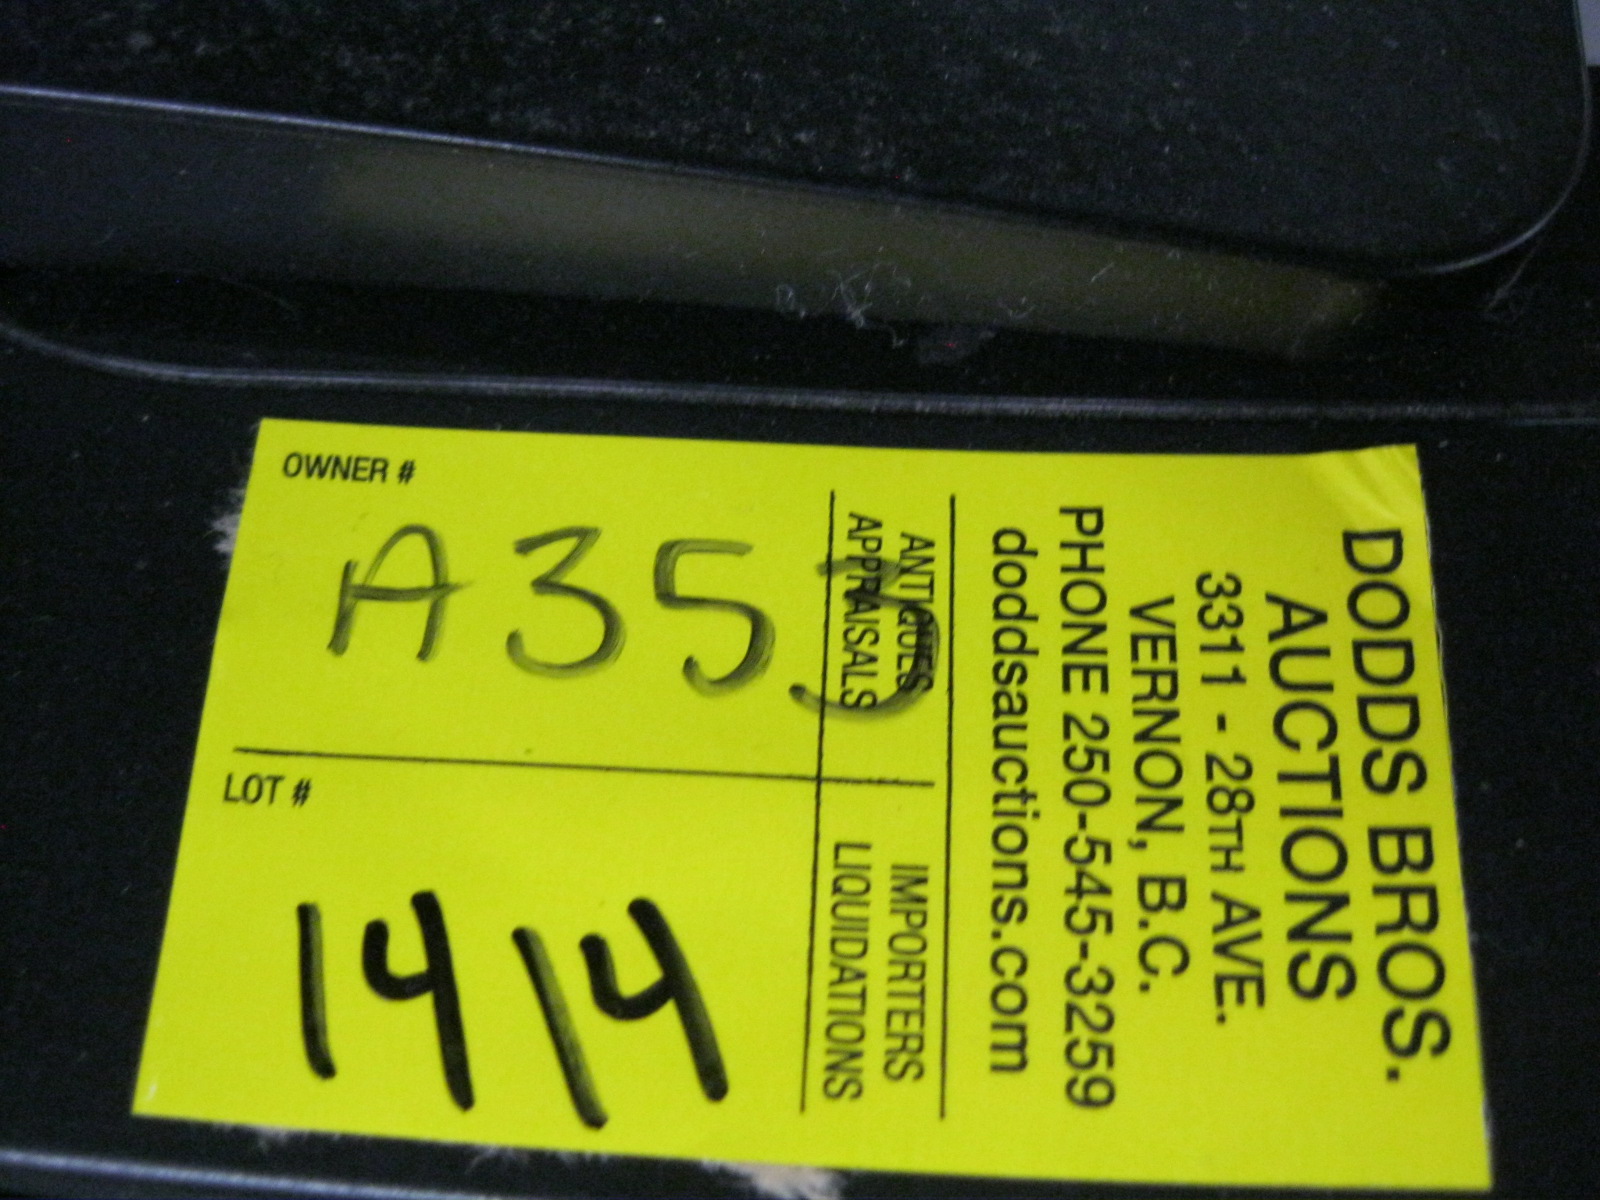 OWNER #
A353
LOT #
1414
ANTIQUES
APPRAISALS
IMPORTERS
LIQUIDATIONS
DODDS BROS.
AUCTIONS
3311 - 28TH AVE.
VERNON, B.C.
PHONE 250-545-3259
doddsauctions.com